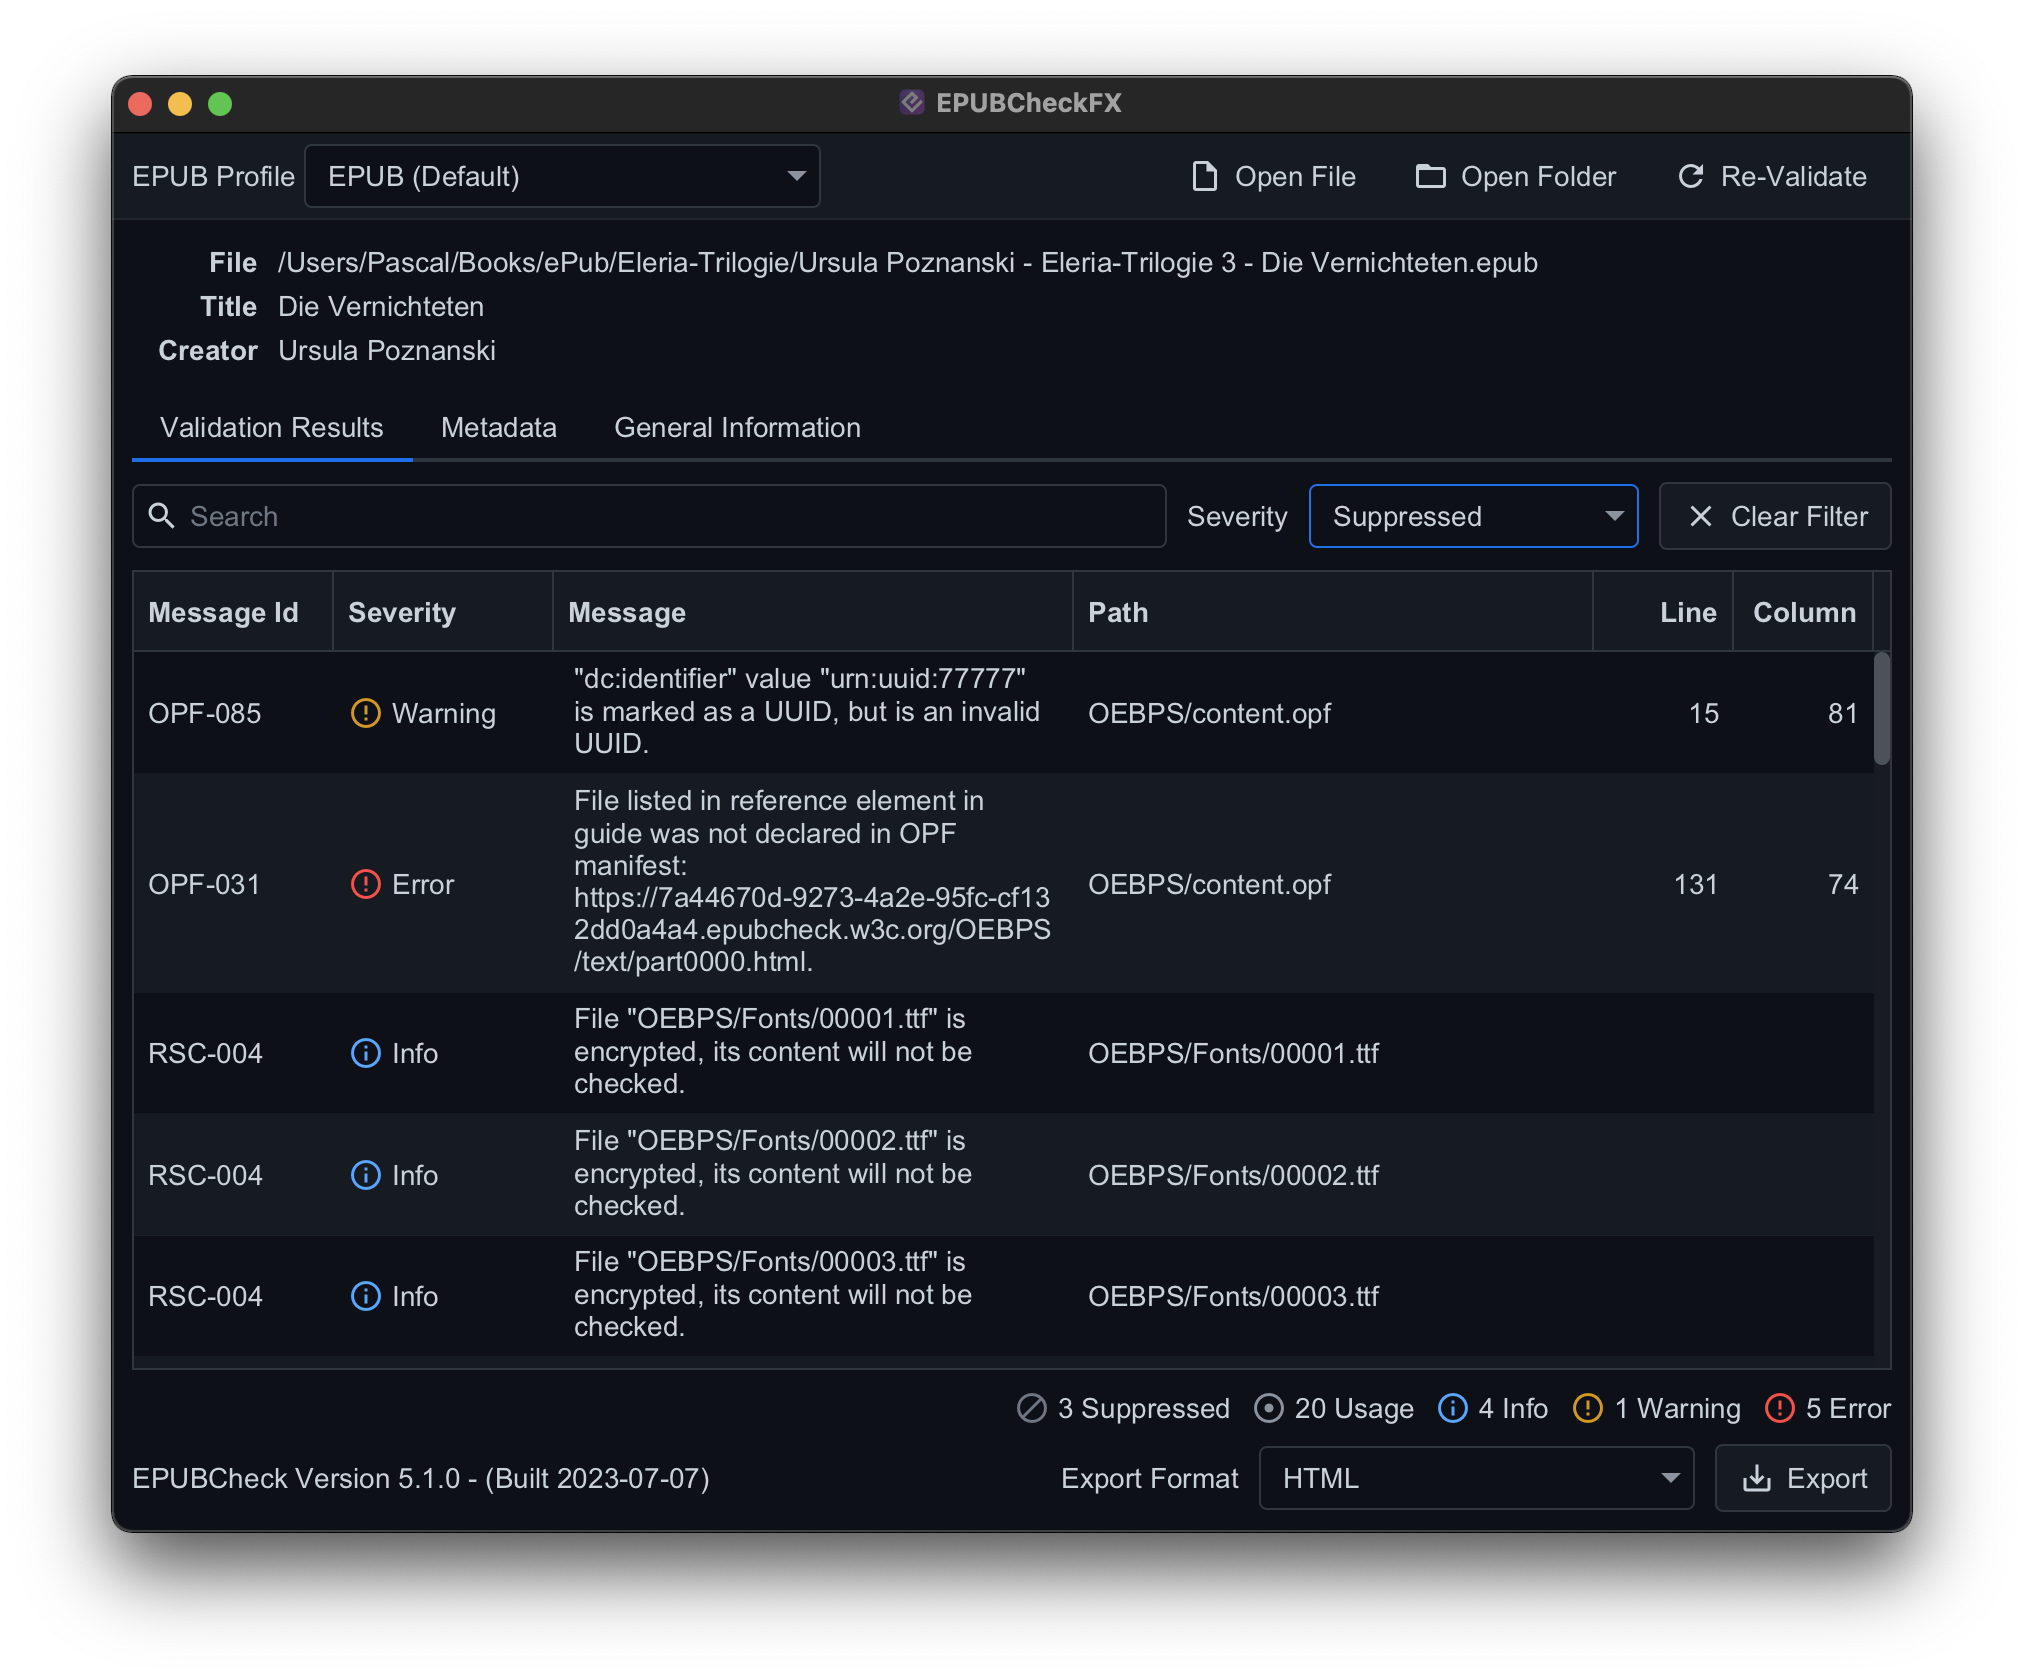 EPUBCheckFX
EPUB Profile EPUB (Default) Open File Open Folder Re-Validate
File /Users/Pascal/Books/ePub/Eleria-Trilogie/Ursula Poznanski - Eleria-Trilogie 3 - Die Vernichteten.epub
Title Die Vernichteten
Creator Ursula Poznanski
Validation Results Metadata General Information
Search Severity Suppressed Clear Filter
Message Id Severity Message Path Line Column
"dc:identifier" value "urn:uuid:77777"
OPF-085 Warning is marked as a UUID, but is an invalid OEBPS/content.opf 15 81
UUID.
File listed in reference element in
guide was not declared in OPF
manifest:
OPF-031 Error https://7a44670d-9273-4a2e-95fc-cf13 OEBPS/content.opf 131 74
2dd0a4a4.epubcheck.w3c.org/OEBPS
/text/part0000.html.
File "OEBPS/Fonts/00001.ttf" is
RSC-004 Info encrypted, its content will not be OEBPS/Fonts/00001.ttf
checked.
File "OEBPS/Fonts/00002.ttf" is
RSC-004 Info encrypted, its content will not be OEBPS/Fonts/00002.ttf
checked.
File "OEBPS/Fonts/00003.ttf" is
RSC-004 Info encrypted, its content will not be OEBPS/Fonts/00003.ttf
checked.
3 Suppressed 20 Usage 4 Info 1 Warning 5 Error
EPUBCheck Version 5.1.0 - (Built 2023-07-07) Export Format HTML Export